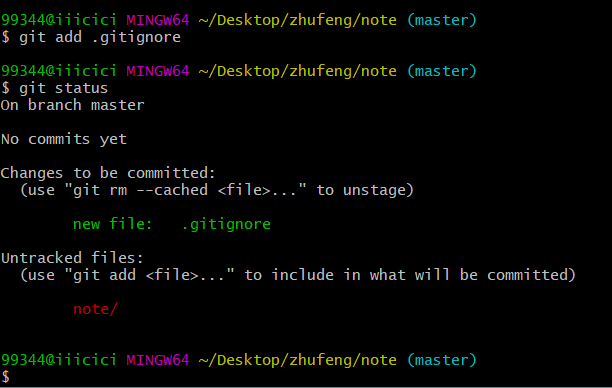 99344@iiicici MINGW64 ~/Desktop/zhufeng/note (master)
$ git add .gitignore
99344@iiicici MINGW64 ~/Desktop/zhufeng/note (master)
$ git status
On branch master
No commits yet
Changes to be committed:
  (use "git rm --cached <file>..." to unstage)
        new file:   .gitignore
Untracked files:
  (use "git add <file>..." to include in what will be committed)
        note/
99344@iiicici MINGW64 ~/Desktop/zhufeng/note (master)
$